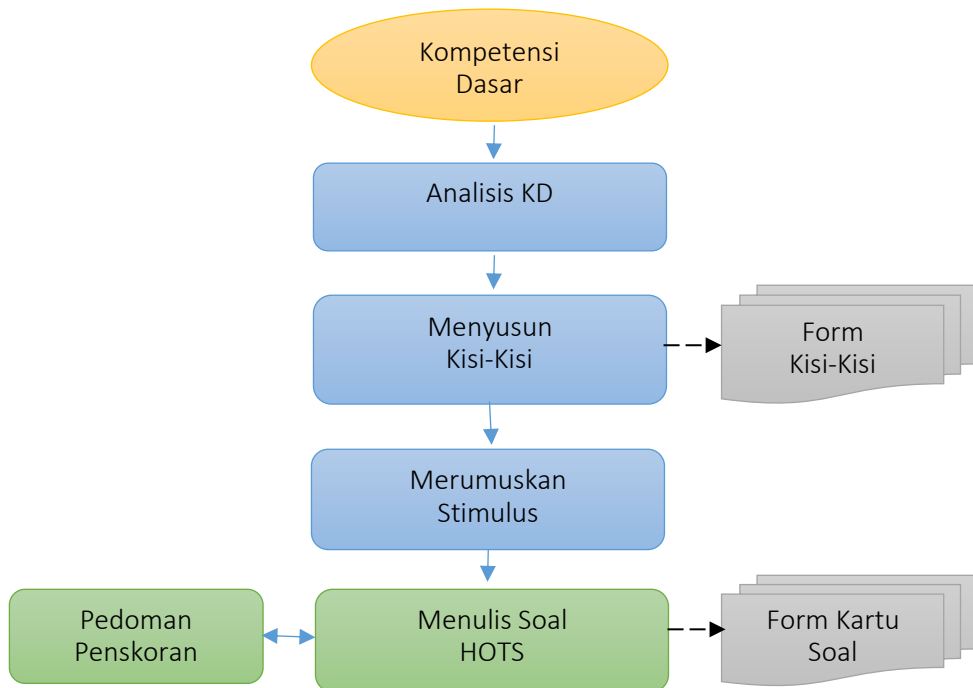 Kompetensi
Dasar
Analisis KD
Menyusun
Kisi-Kisi
Form
Kisi-Kisi
Merumuskan
Stimulus
Pedoman
Penskoran
Menulis Soal
HOTS
Form Kartu
Soal